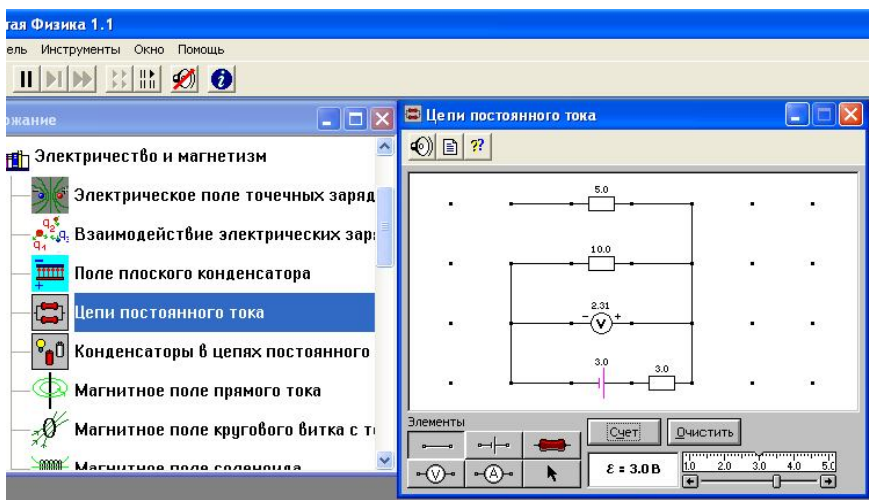 тая Физика 1.1
ель Инструменты Окно Помощь
ржание
Электричество и магнетизм
Электрическое поле точечных заряд
Взаимодействие электрических зар
Поле плоского конденсатора
Цепи постоянного тока
Конденсаторы в цепях постоянного
Магнитное поле прямого тока
Магнитное поле кругового витка с т
Магнитное поле соленоида
Цепи постоянного тока
5.0
10.0
2.31
− V +
3.0
3.0
Элементы
Счет
Очистить
V
A
ε = 3.0 В
1.0 2.0 3.0 4.0 5.0